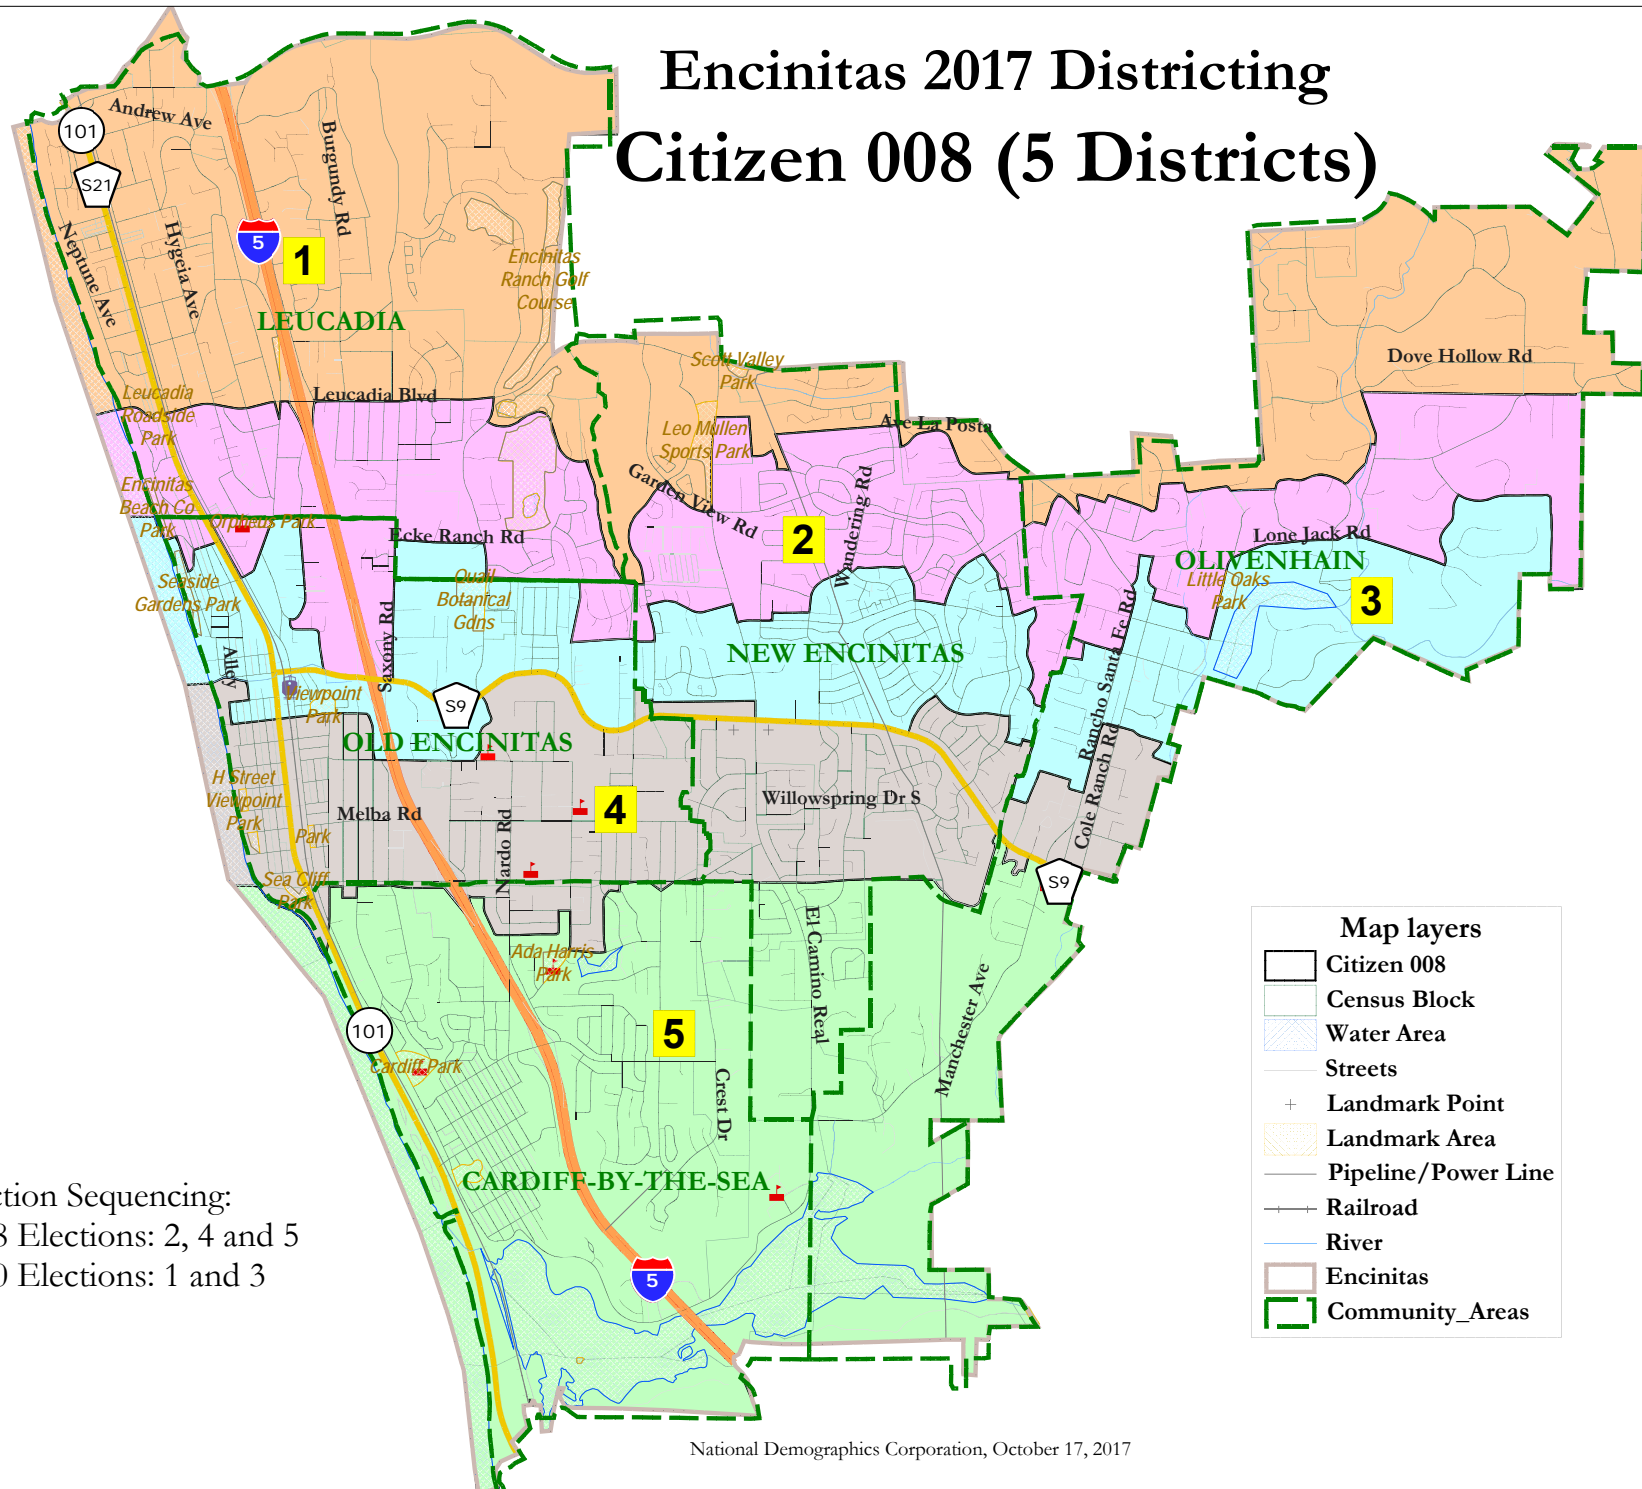 Encinitas 2017 Districting
Citizen 008 (5 Districts)
Andrew Ave
101
S21
Burgundy Rd
Neptune Ave
Hygeia Ave
5
1
Encinitas
Ranch Golf
Course
LEUCADIA
Leucadia Blvd
Leucadia
Roadside
Park
Scott Valley
Park
Dove Hollow Rd
Ave La Posta
Leo Mullen
Sports Park
Garden View Rd
Wandering Rd
Encinitas
Beach Co
Park
Orpheus Park
Ecke Ranch Rd
2
Lone Jack Rd
OLIVENHAIN
Little Oaks
Park
3
Seaside
Gardens Park
Quail
Botanical
Gdns
Saxony Rd
Alley
NEW ENCINITAS
Rancho Santa Fe Rd
Viewpoint
Park
S9
OLD ENCINITAS
H Street
Viewpoint
Park
Melba Rd
Park
Nardo Rd
4
Willowspring Dr S
Cole Ranch Rd
S9
Sea Cliff
Park
Ada Harris
Park
El Camino Real
Manchester Ave
101
5
Cardiff Park
Crest Dr
CARDIFF-BY-THE-SEA
5
ction Sequencing:
8 Elections: 2, 4 and 5
0 Elections: 1 and 3
Map layers
Citizen 008
Census Block
Water Area
Streets
Landmark Point
Landmark Area
Pipeline/Power Line
Railroad
River
Encinitas
Community_Areas
National Demographics Corporation, October 17, 2017